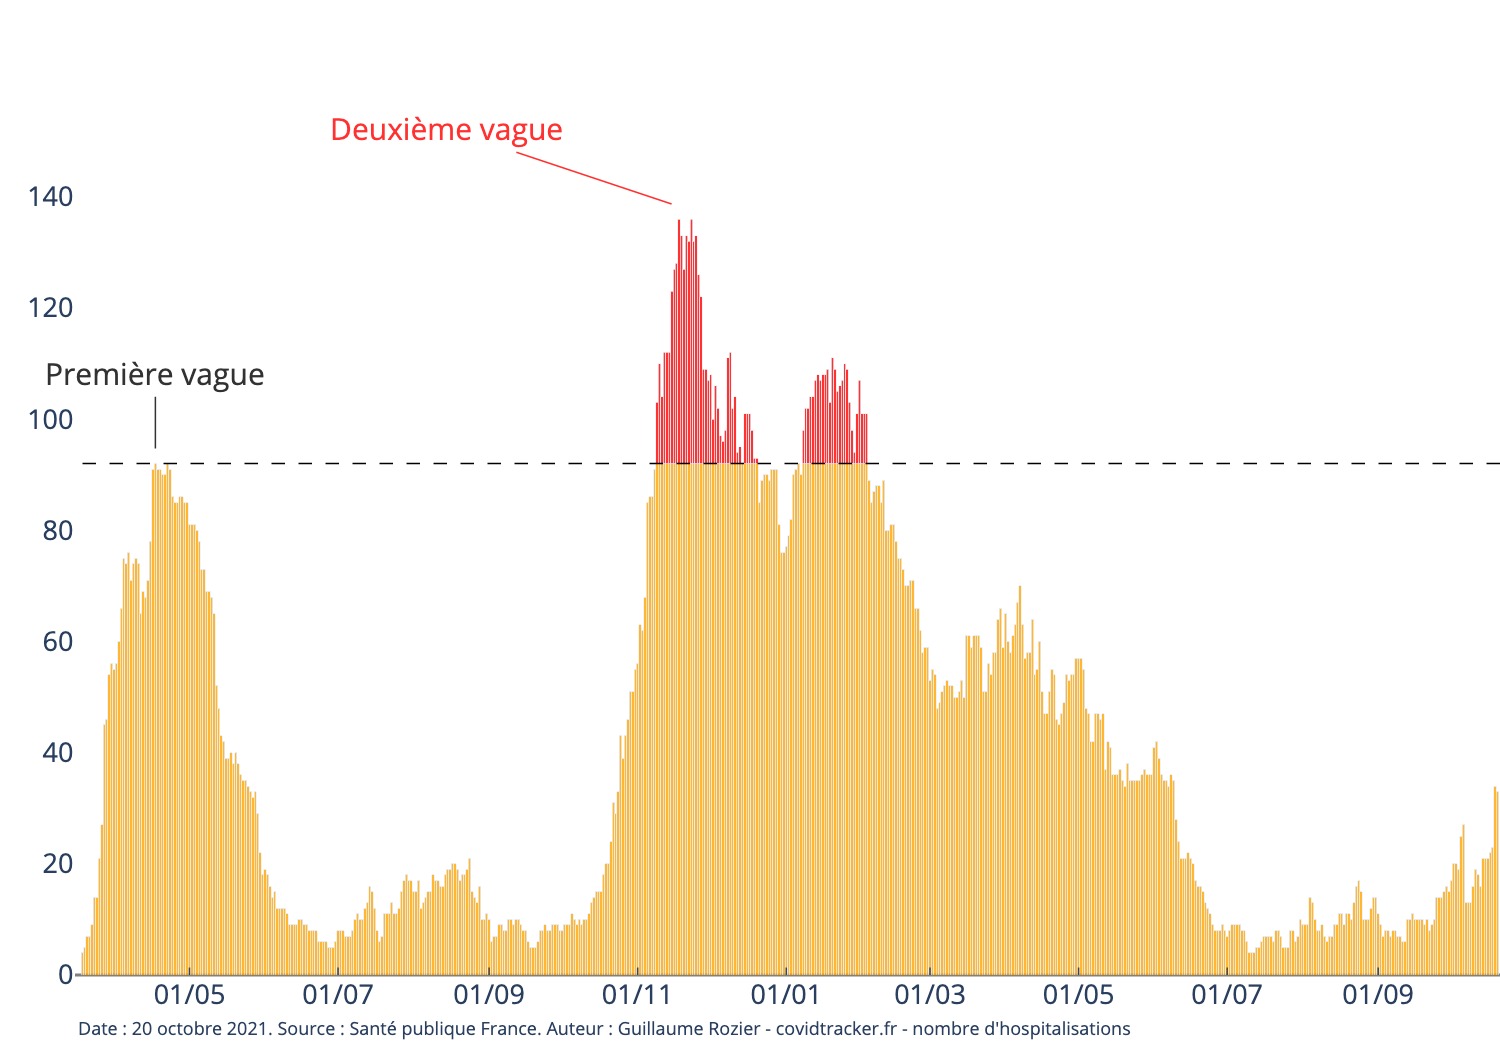 Deuxième vague
140
120
Première vague
100
80
60
40
20
0
01/05 01/07 01/09 01/11 01/01 01/03 01/05 01/07 01/09
Date : 20 octobre 2021. Source : Santé publique France. Auteur : Guillaume Rozier - covidtracker.fr - nombre d'hospitalisations